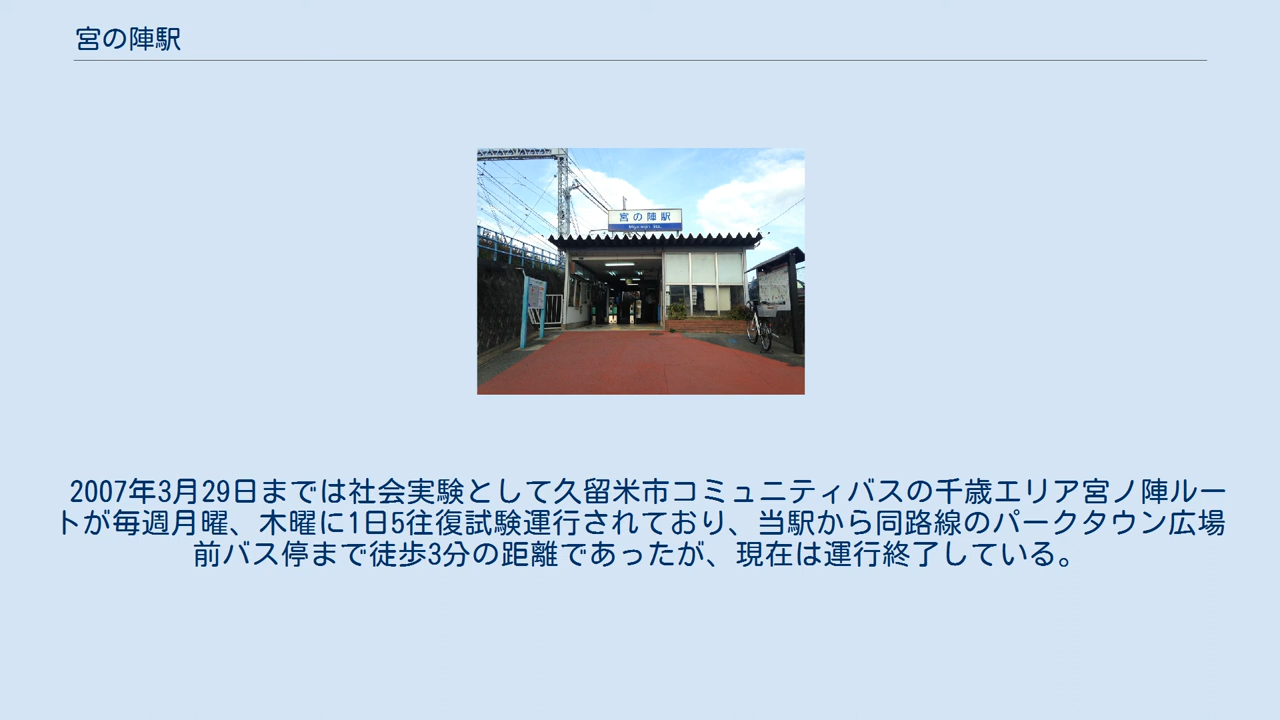 宮の陣駅
宮の陣駅
2007年3月29日までは社会実験として久留米市コミュニティバスの千歳エリア宮ノ陣ルー
トが毎週月曜、木曜に1日5往復試験運行されており、当駅から同路線のパークタウン広場
前バス停まで徒歩3分の距離であったが、現在は運行終了している。